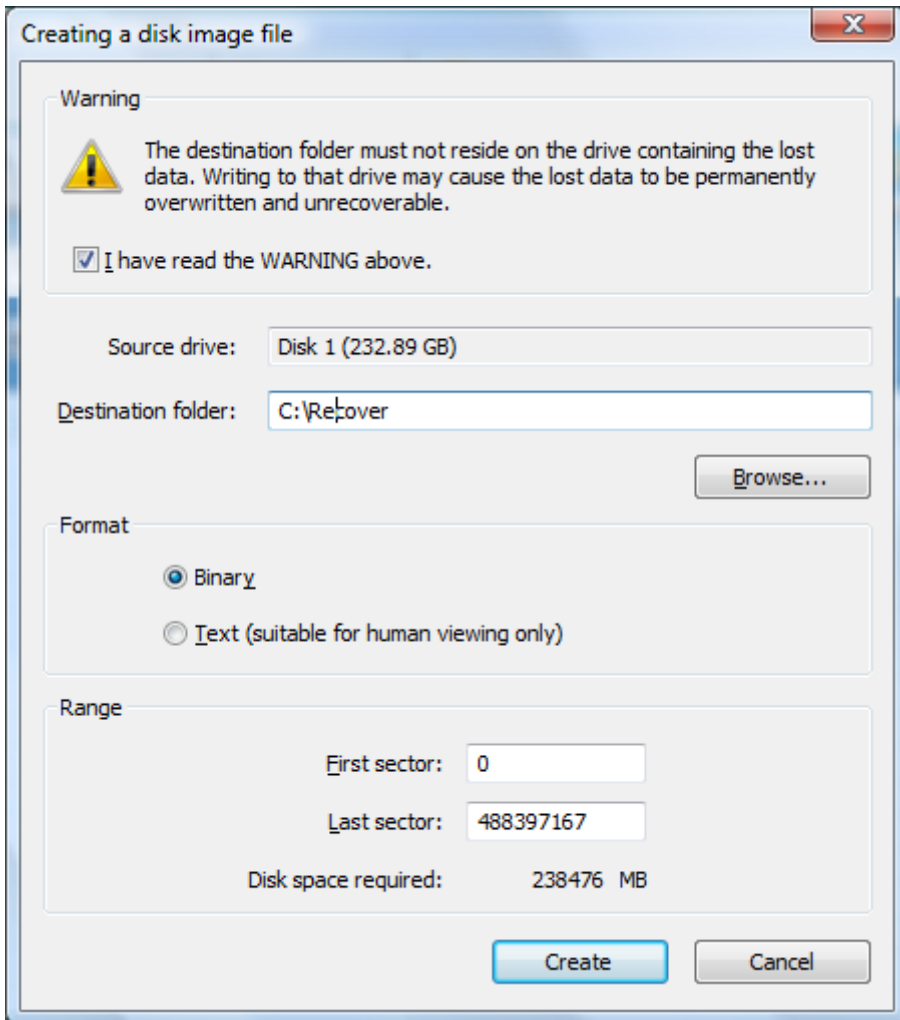 Creating a disk image file
Warning
The destination folder must not reside on the drive containing the lost
data. Writing to that drive may cause the lost data to be permanently
overwritten and unrecoverable.
I have read the WARNING above.
Source drive: Disk 1 (232.89 GB)
Destination folder: C:\Recover
Browse...
Format
Binary
Text (suitable for human viewing only)
Range
First sector: 0
Last sector: 488397167
Disk space required: 238476 MB
Create Cancel